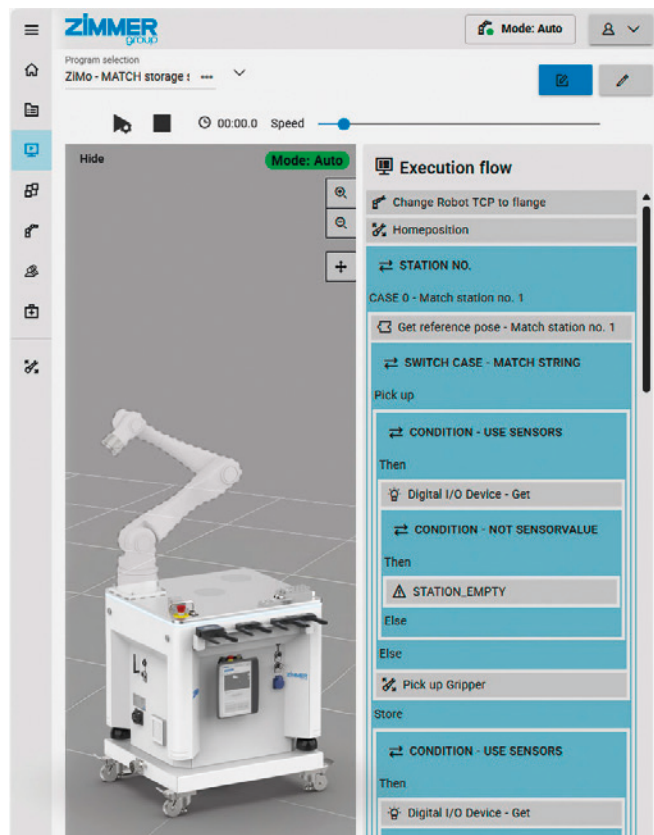 ZIMMER
group
Mode: Auto
Program selection
ZiMo - MATCH storage s ...
00:00.0 Speed
Hide
Mode: Auto
Execution flow
Change Robot TCP to flange
Homeposition
STATION NO.
CASE 0 - Match station no. 1
Get reference pose - Match station no. 1
SWITCH CASE - MATCH STRING
Pick up
CONDITION - USE SENSORS
Then
Digital I/O Device - Get
CONDITION - NOT SENSORVALUE
Then
STATION_EMPTY
Else
Else
Pick up Gripper
Store
CONDITION - USE SENSORS
Then
Digital I/O Device - Get
ZIMMER